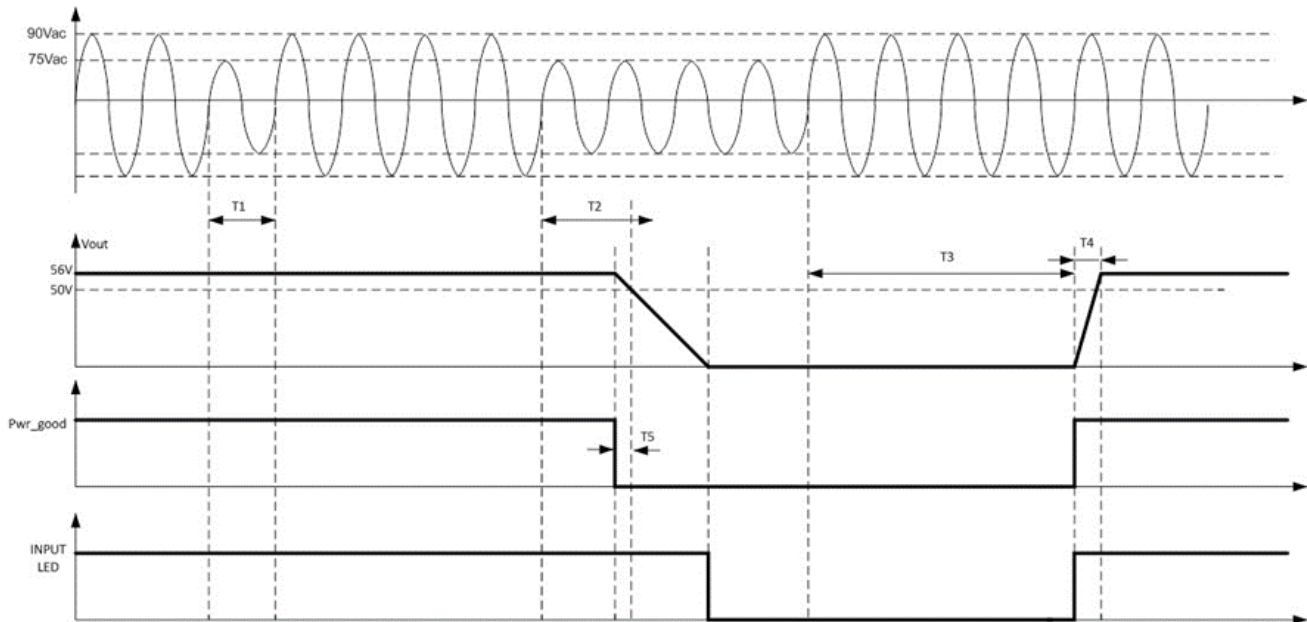 90Vac
75Vac
T1
T2
Vout
T4
T3
56V
50V
Pwr_good
T5
INPUT
LED